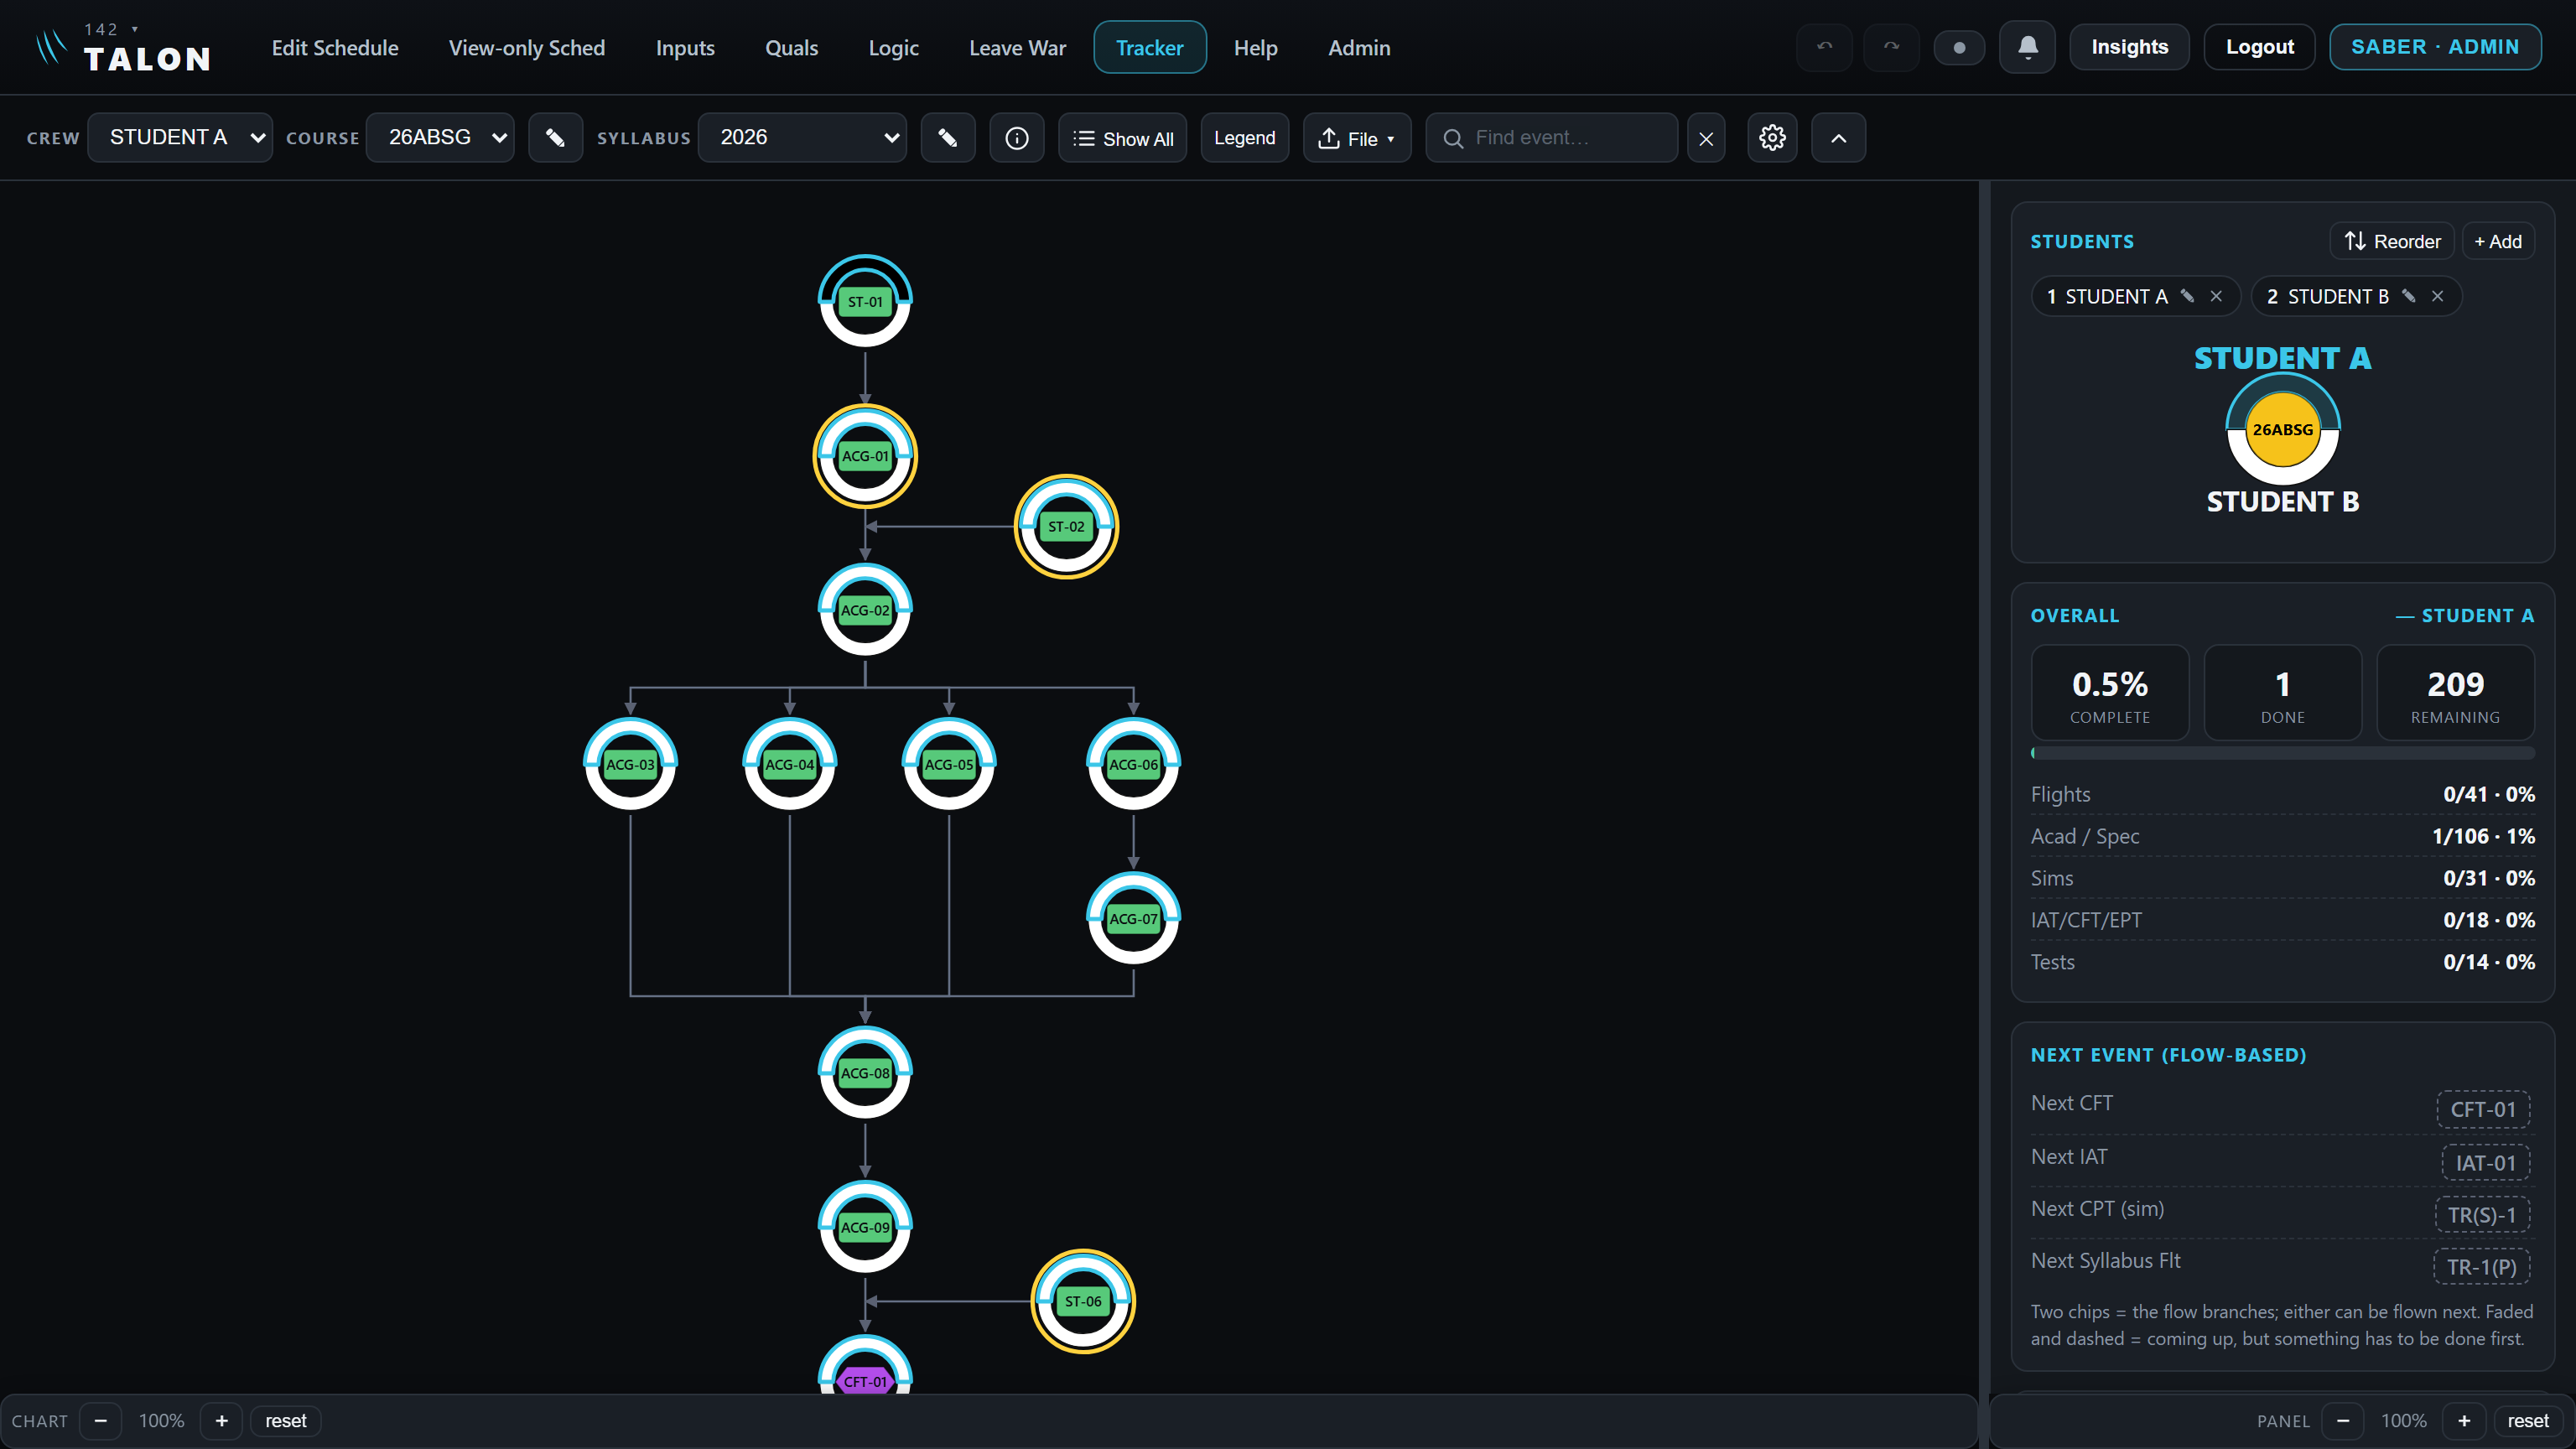 142 ▾
TALON
Edit Schedule
View-only Sched
Inputs
Quals
Logic
Leave War
Tracker
Help
Admin
Insights
Logout
SABER · ADMIN
CREW
STUDENT A
COURSE
26ABSG
SYLLABUS
2026
Show All
Legend
File ▾
Find event…
ST-01
ACG-01
ST-02
ACG-02
ACG-03
ACG-04
ACG-05
ACG-06
ACG-07
ACG-08
ACG-09
ST-06
CFT-01
STUDENTS
Reorder
+ Add
1 STUDENT A
2 STUDENT B
STUDENT A
26ABSG
STUDENT B
OVERALL
— STUDENT A
0.5%
COMPLETE
1
DONE
209
REMAINING
Flights 0/41 · 0%
Acad / Spec 1/106 · 1%
Sims 0/31 · 0%
IAT/CFT/EPT 0/18 · 0%
Tests 0/14 · 0%
NEXT EVENT (FLOW-BASED)
Next CFT CFT-01
Next IAT IAT-01
Next CPT (sim) TR(S)-1
Next Syllabus Flt TR-1(P)
Two chips = the flow branches; either can be flown next. Faded
and dashed = coming up, but something has to be done first.
CHART − 100% + reset
PANEL − 100% + reset